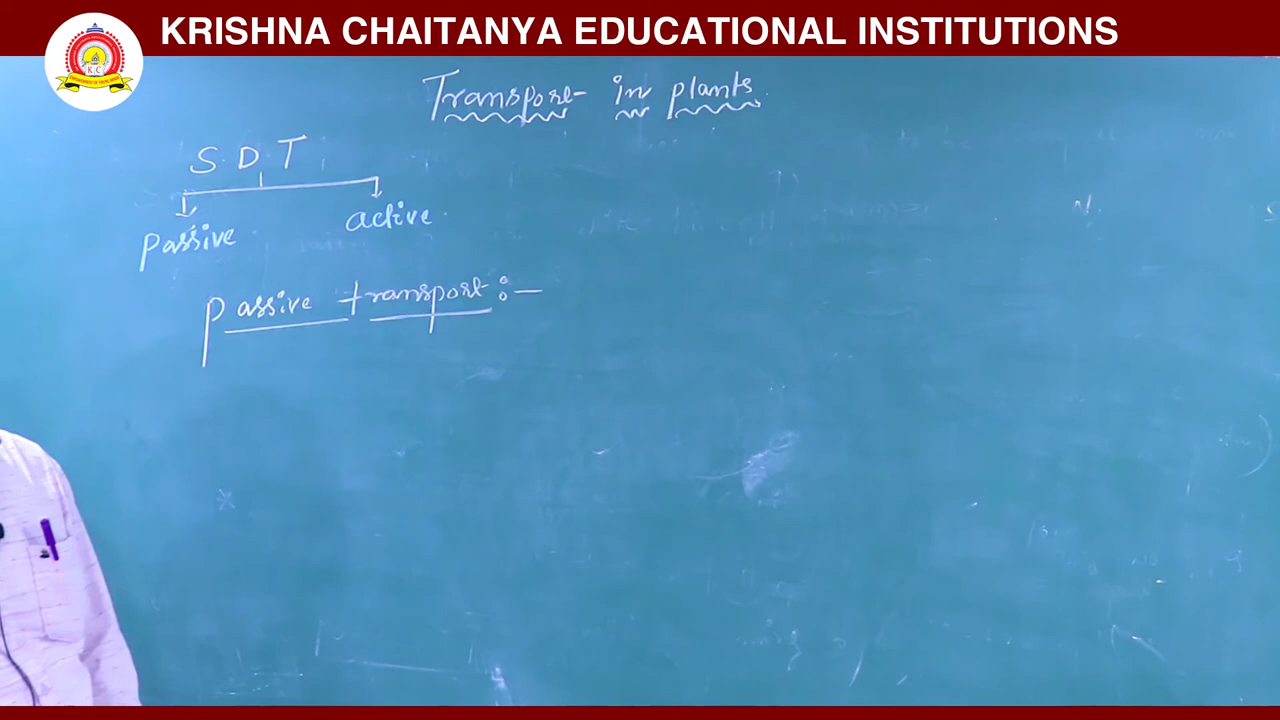 KRISHNA CHAITANYA EDUCATIONAL INSTITUTIONS
K C
Transport in plants
S. D. T
Passive active
Passive transport :-